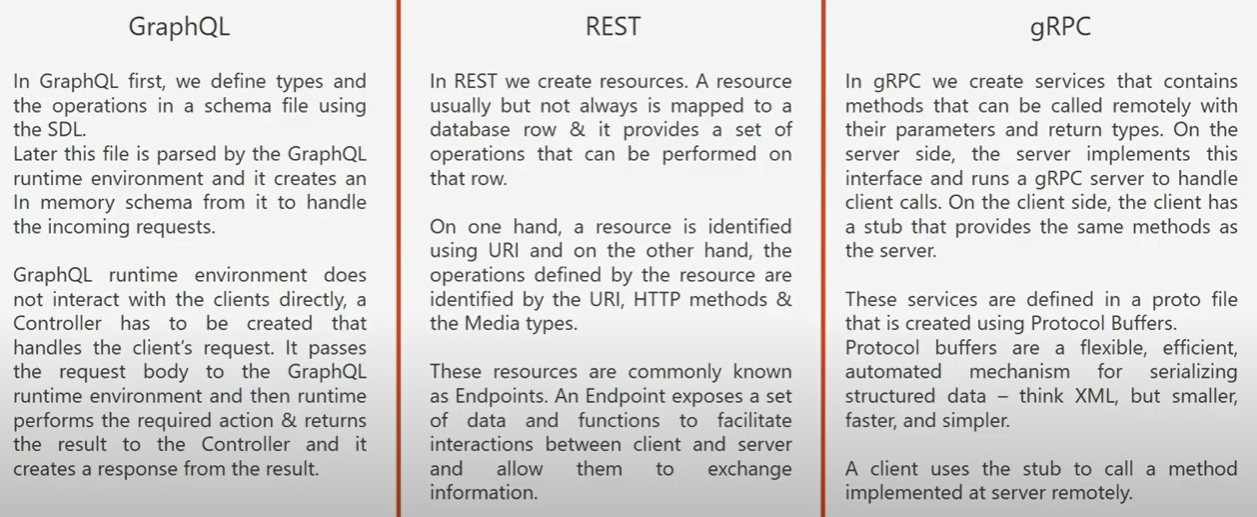 GraphQL
In GraphQL first, we define types and
the operations in a schema file using
the SDL.
Later this file is parsed by the GraphQL
runtime environment and it creates an
In memory schema from it to handle
the incoming requests.
GraphQL runtime environment does
not interact with the clients directly, a
Controller has to be created that
handles the client's request. It passes
the request body to the GraphQL
runtime environment and then runtime
performs the required action & returns
the result to the Controller and it
creates a response from the result.
REST
In REST we create resources. A resource
usually but not always is mapped to a
database row & it provides a set of
operations that can be performed on
that row.
On one hand, a resource is identified
using URI and on the other hand, the
operations defined by the resource are
identified by the URI, HTTP methods &
the Media types.
These resources are commonly known
as Endpoints. An Endpoint exposes a set
of data and functions to facilitate
interactions between client and server
and allow them to exchange
information.
gRPC
In gRPC we create services that contains
methods that can be called remotely with
their parameters and return types. On the
server side, the server implements this
interface and runs a gRPC server to handle
client calls. On the client side, the client has
a stub that provides the same methods as
the server.
These services are defined in a proto file
that is created using Protocol Buffers.
Protocol buffers are a flexible, efficient,
automated mechanism for serializing
structured data – think XML, but smaller,
faster, and simpler.
A client uses the stub to call a method
implemented at server remotely.